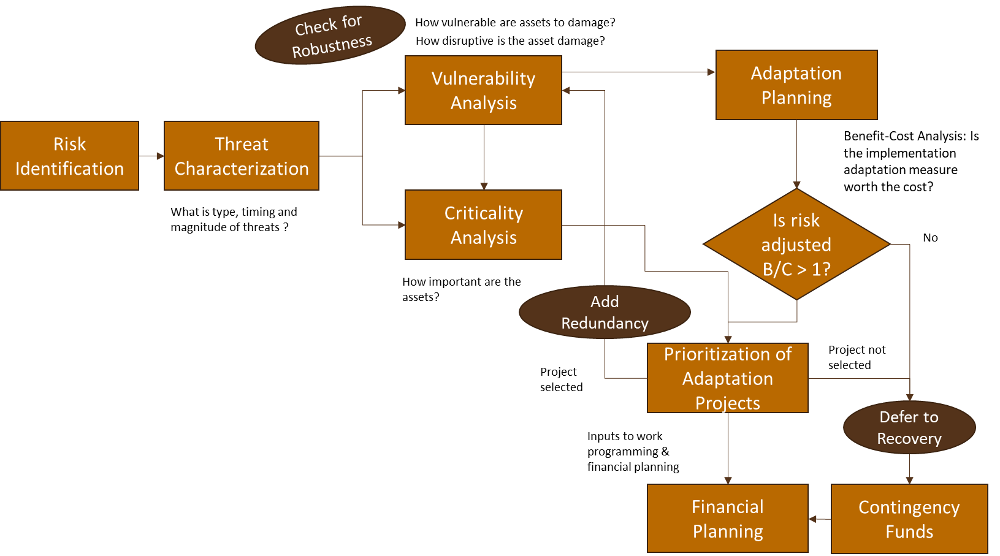 Check for
Robustness
How vulnerable are assets to damage?
How disruptive is the asset damage?
Vulnerability
Analysis
Adaptation
Planning
Risk
Identification
Threat
Characterization
Benefit-Cost Analysis: Is
the implementation
adaptation measure
worth the cost?
What is type, timing and
magnitude of threats ?
Criticality
Analysis
Is risk
adjusted
B/C > 1?
No
How important are the
assets?
Add
Redundancy
Prioritization of
Adaptation
Projects
Project not
selected
Project
selected
Defer to
Recovery
Inputs to work
programming &
financial planning
Financial
Planning
Contingency
Funds